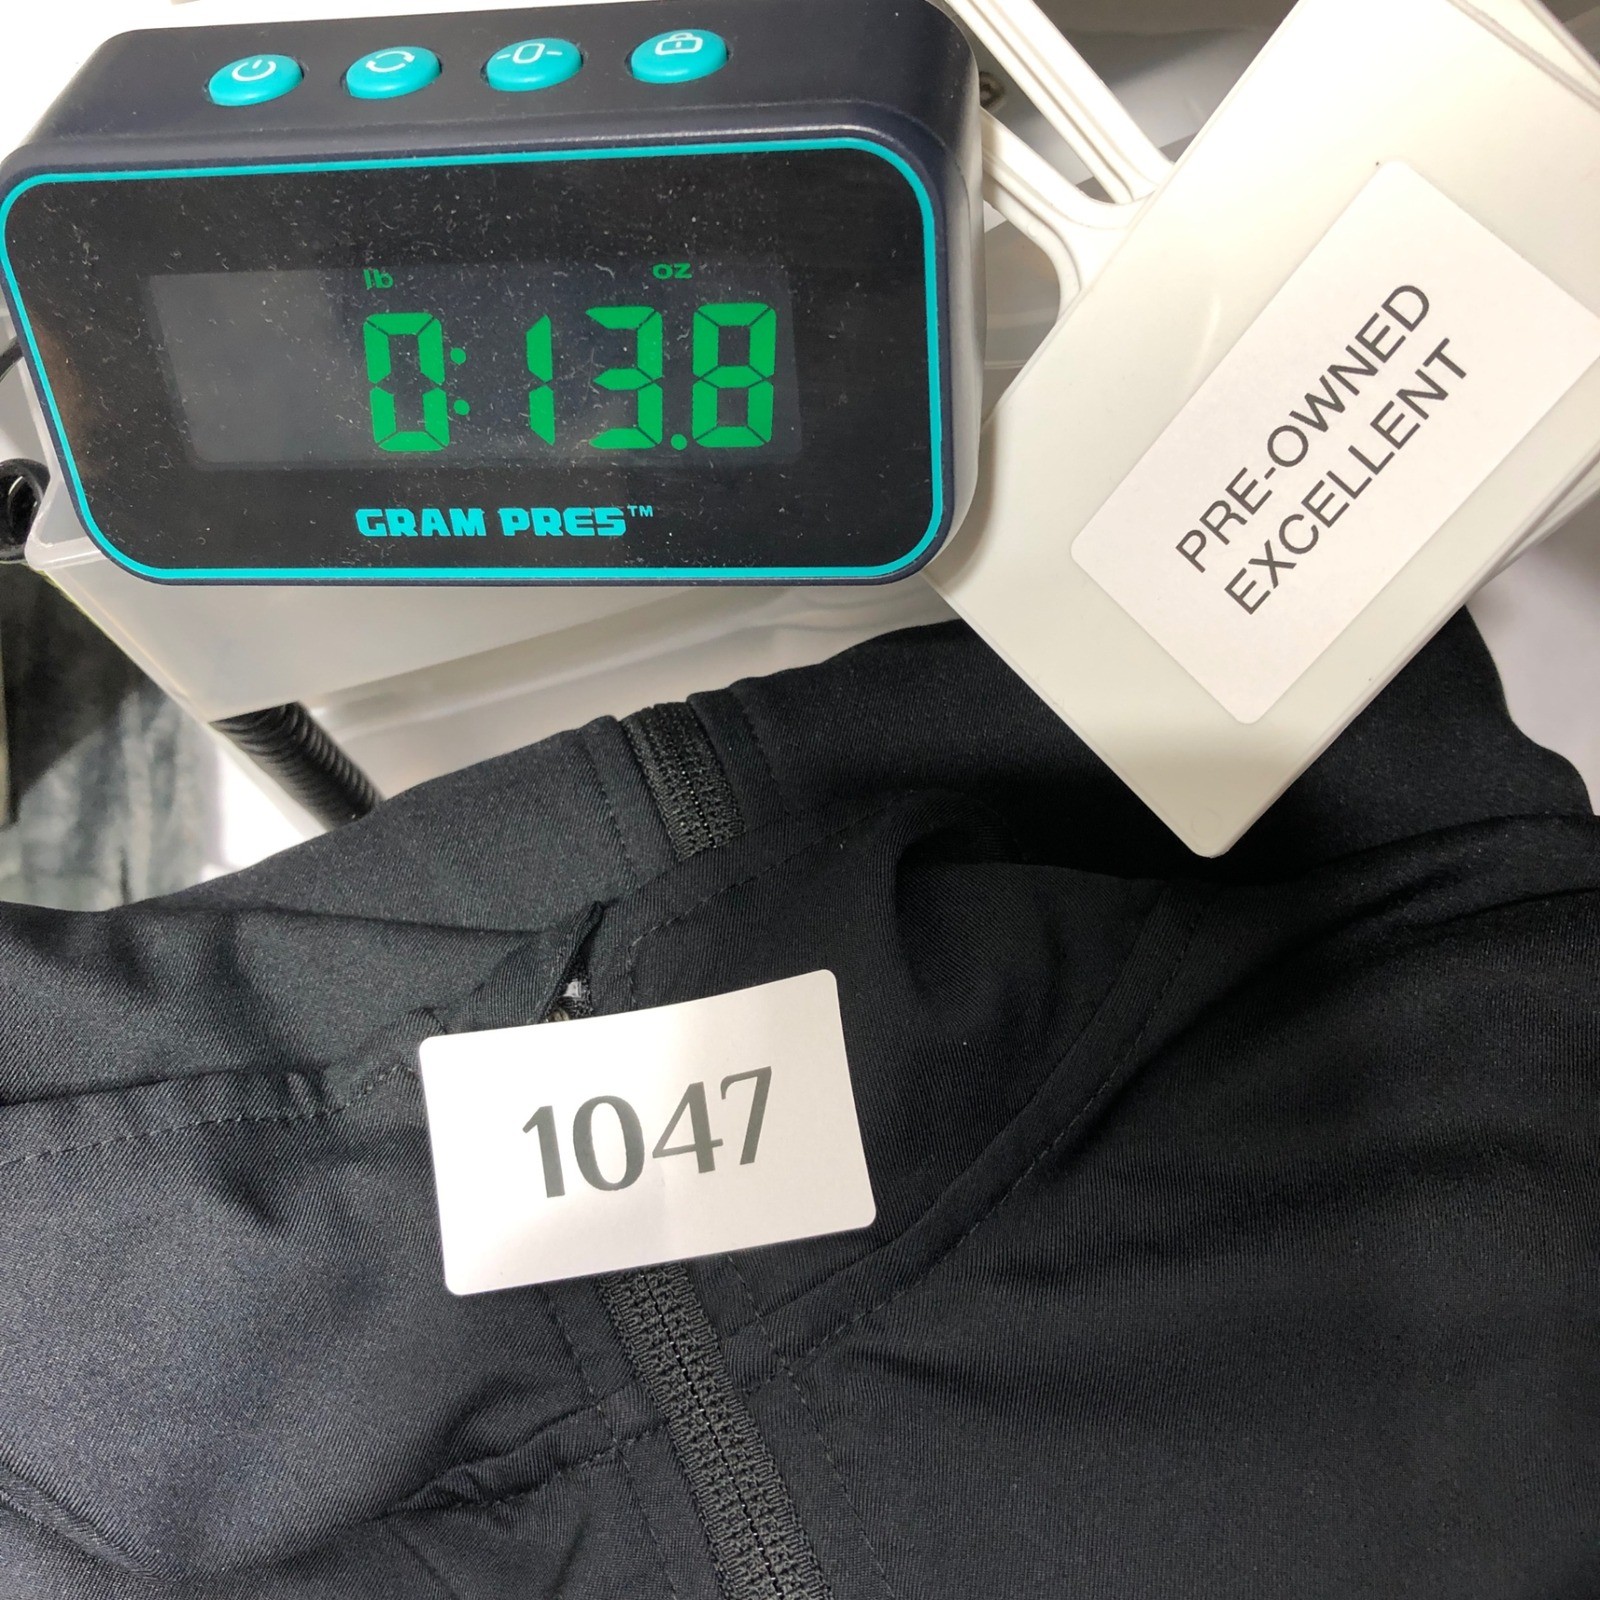 lb oz
0:13.8
GRAM PRES™
PRE-OWNED
EXCELLENT
1047